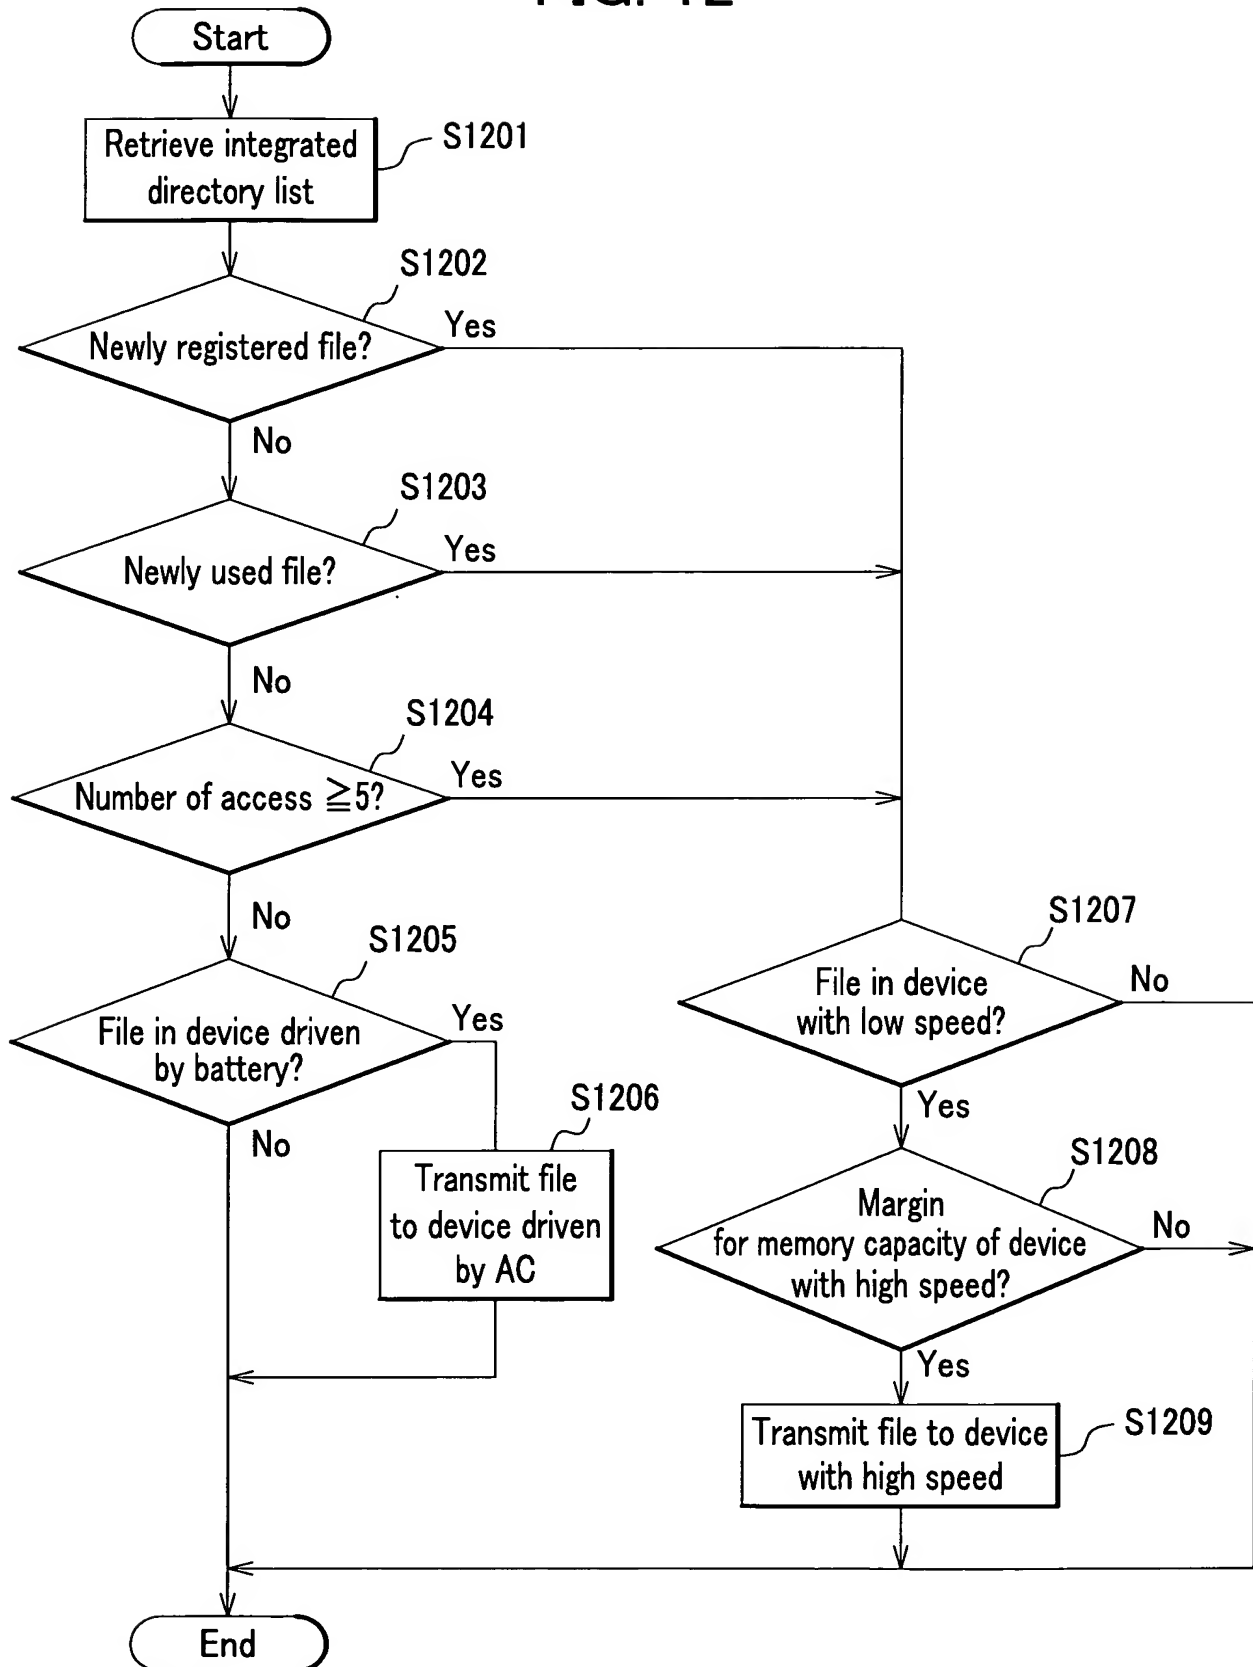 Start
Retrieve integrated
directory list
S1201
S1202
Newly registered file?
Yes
No
S1203
Newly used file?
Yes
No
S1204
Number of access ≧5?
Yes
No
S1205
File in device driven
by battery?
Yes
No
S1206
Transmit file
to device driven
by AC
S1207
File in device
with low speed?
No
Yes
S1208
Margin
for memory capacity of device
with high speed?
No
Yes
S1209
Transmit file to device
with high speed
End